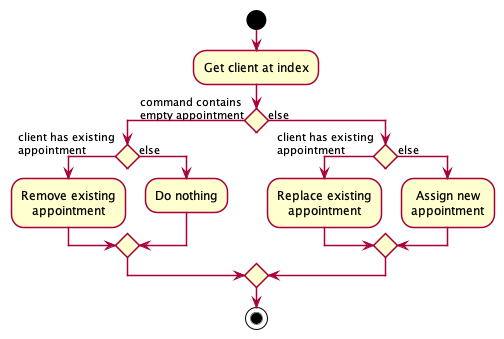 Get client at index
command contains
empty appointment
else
client has existing
appointment
else
client has existing
appointment
else
Remove existing
appointment
Do nothing
Replace existing
appointment
Assign new
appointment